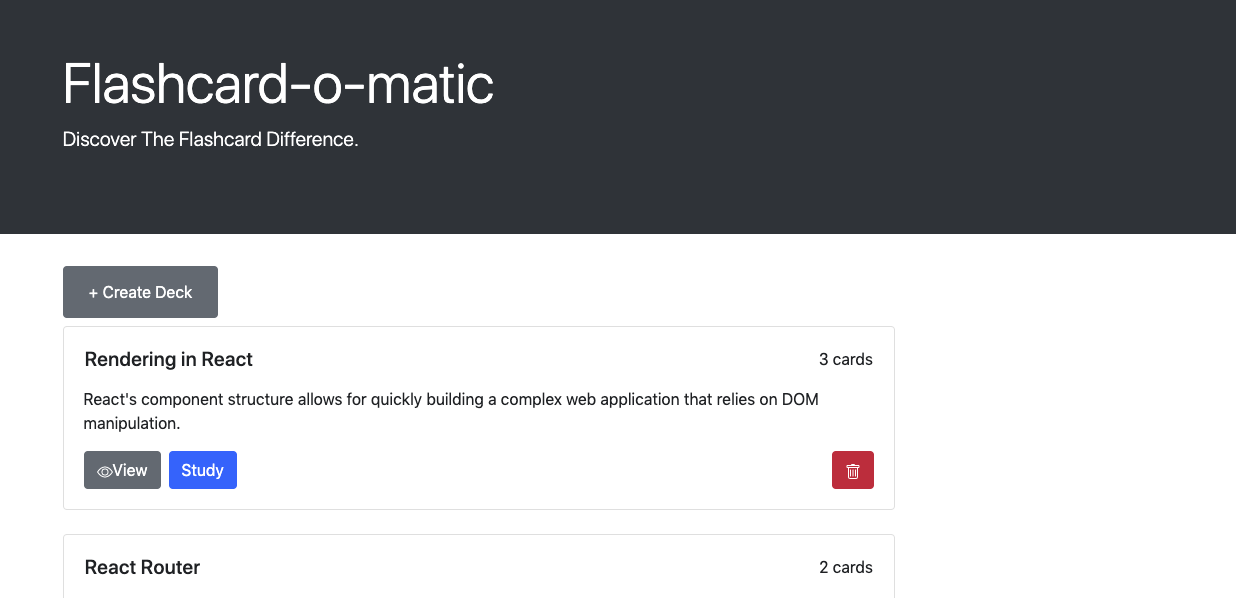 Flashcard-o-matic
Discover The Flashcard Difference.
+ Create Deck
Rendering in React
3 cards
React's component structure allows for quickly building a complex web application that relies on DOM
manipulation.
View
Study
React Router
2 cards